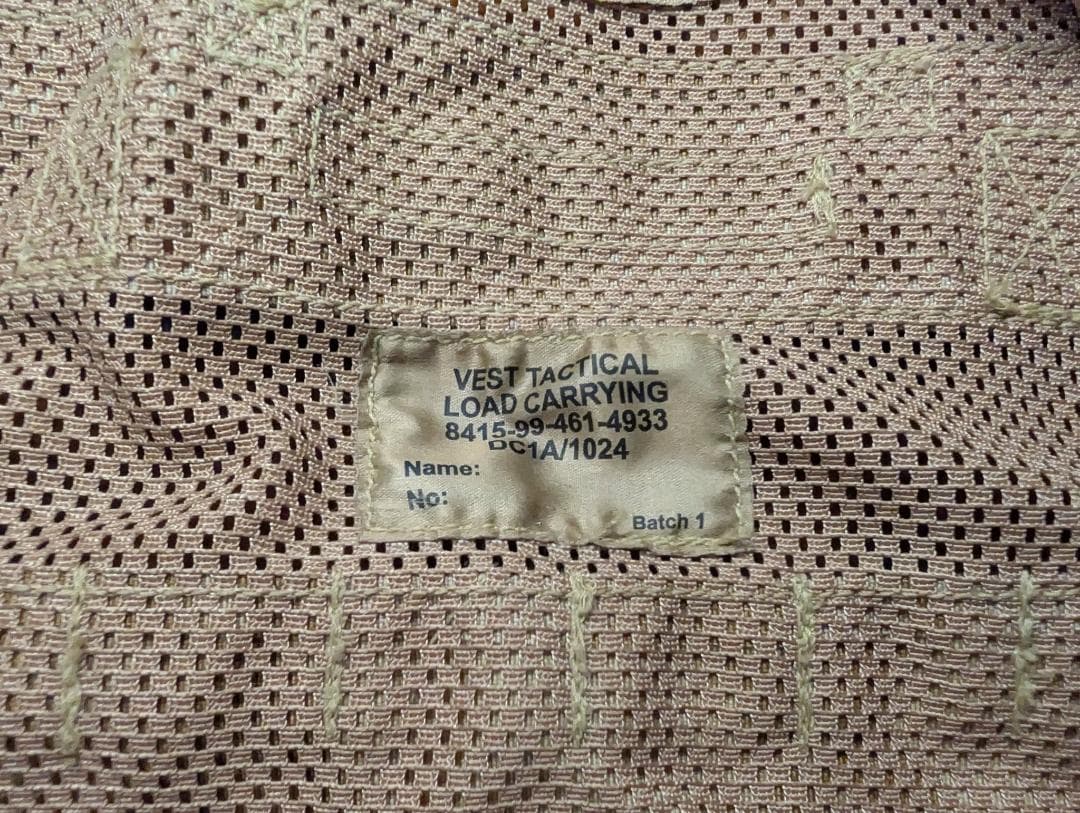 VEST TACTICAL
LOAD CARRYING
8415-99-461-4933
DC1A/1024
Name:
No:
Batch 1